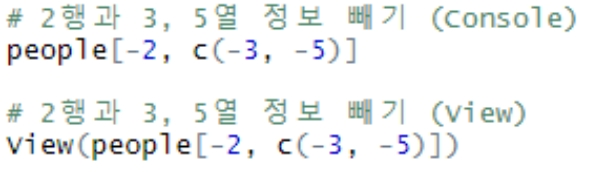 # 2행과 3, 5열 정보 빼기 (Console)
people[-2, c(-3, -5)]
# 2행과 3, 5열 정보 빼기 (View)
View(people[-2, c(-3, -5)])